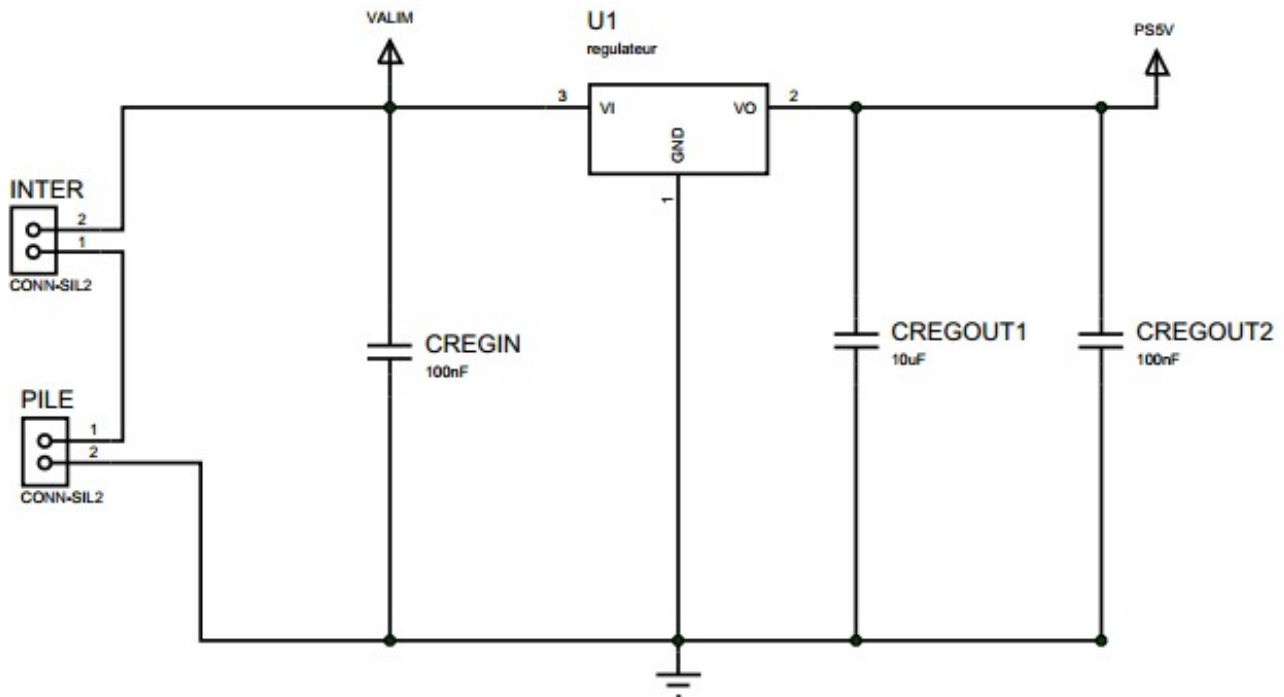 VALIM
U1
regulateur
PS5V
3
VI
VO
2
GND
1
INTER
2
1
CONN-SIL2
CREGIN
100nF
CREGOUT1
10uF
CREGOUT2
100nF
PILE
1
2
CONN-SIL2